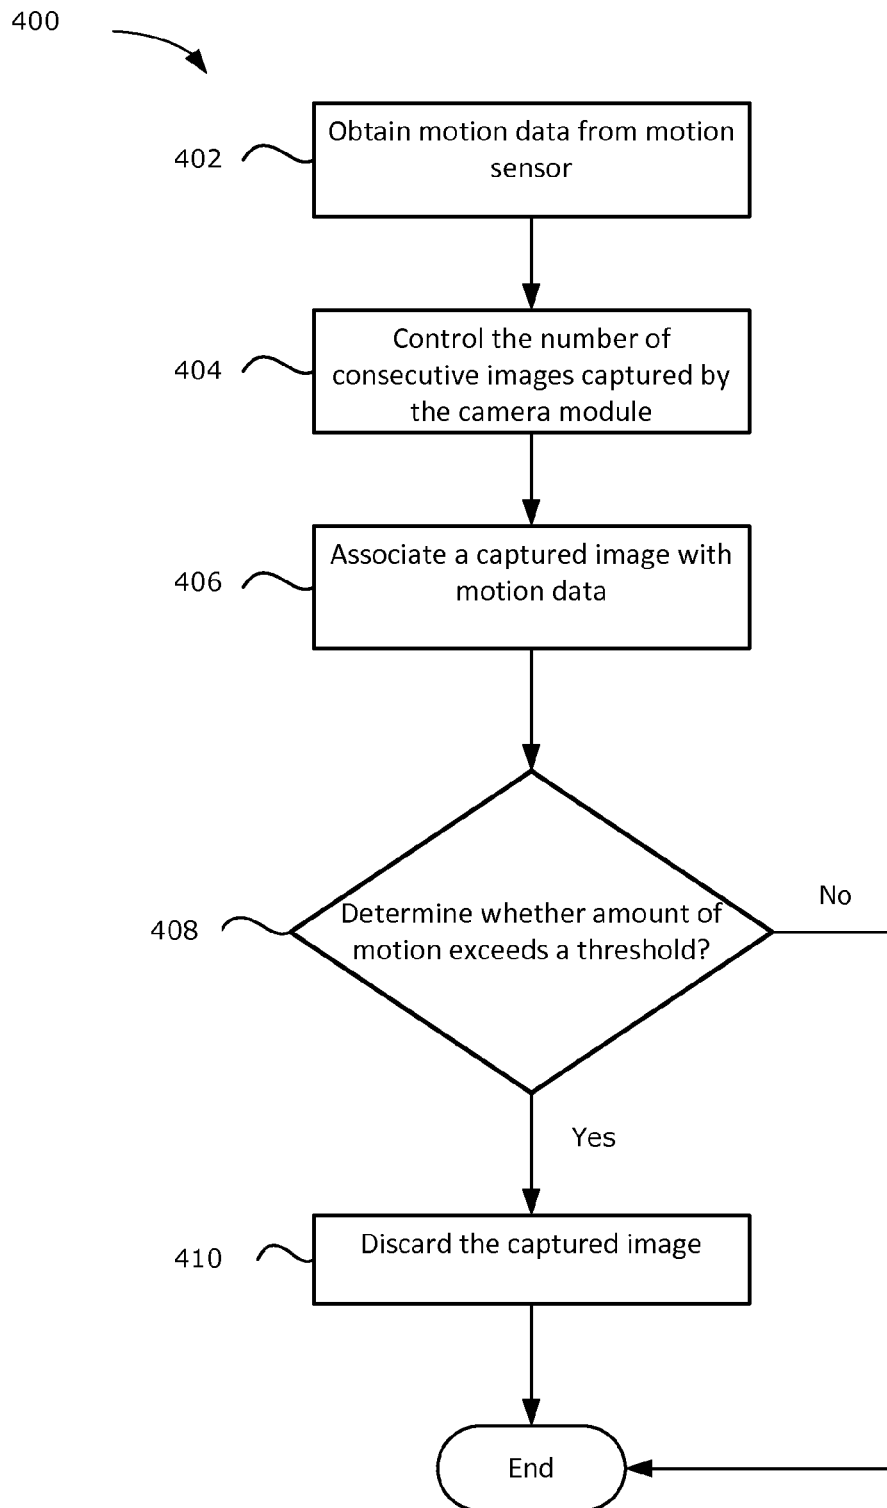 400
402
Obtain motion data from motion
sensor
404
Control the number of
consecutive images captured by
the camera module
406
Associate a captured image with
motion data
408
Determine whether amount of
motion exceeds a threshold?
No
Yes
410
Discard the captured image
End